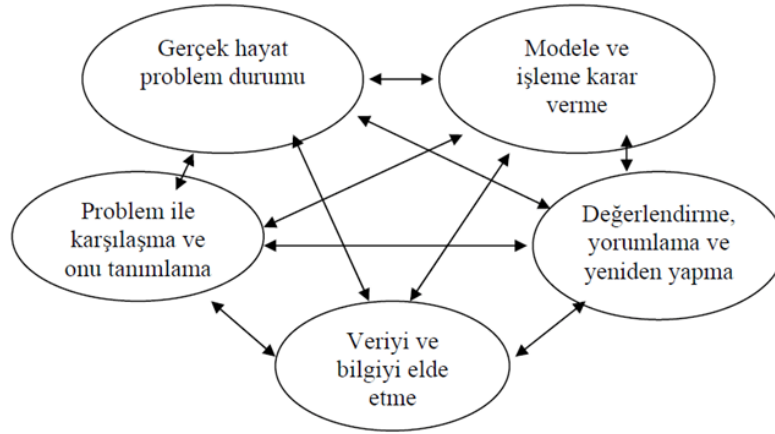 Gerçek hayat
problem durumu
Modele ve
işleme karar
verme
Problem ile
karşılaşma ve
onu tanımlama
Değerlendirme,
yorumlama ve
yeniden yapma
Veriyi ve
bilgiyi elde
etme